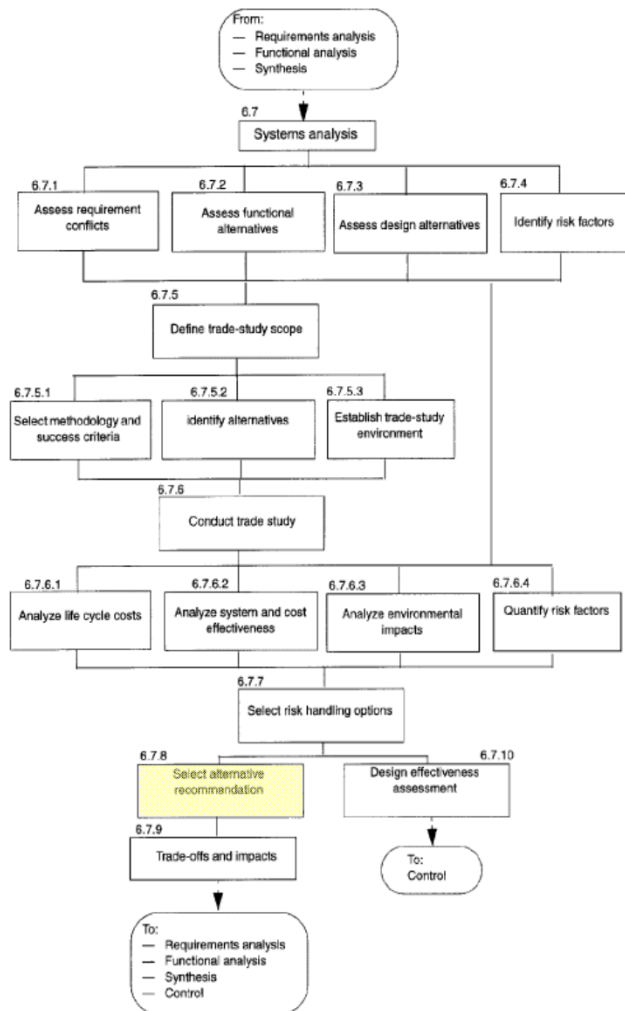 From:
— Requirements analysis
— Functional analysis
— Synthesis
6.7
Systems analysis
6.7.1
Assess requirement
conflicts
6.7.2
Assess functional
alternatives
6.7.3
Assess design alternatives
6.7.4
Identify risk factors
6.7.5
Define trade-study scope
6.7.5.1
Select methodology and
success criteria
6.7.5.2
Identify alternatives
6.7.5.3
Establish trade-study
environment
6.7.6
Conduct trade study
6.7.6.1
Analyze life cycle costs
6.7.6.2
Analyze system and cost
effectiveness
6.7.6.3
Analyze environmental
impacts
6.7.6.4
Quantify risk factors
6.7.7
Select risk handling options
6.7.8
Select alternative
recommendation
6.7.10
Design effectiveness
assessment
6.7.9
Trade-offs and impacts
To:
Control
To:
— Requirements analysis
— Functional analysis
— Synthesis
— Control